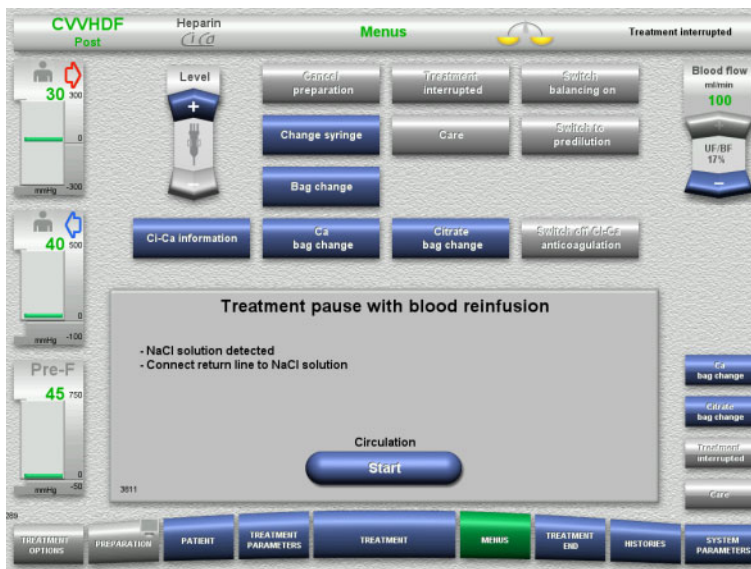 CVVHDF
Post
Heparin
CiCa
Menus
Treatment interrupted
30
300
0
mmHg
-300
Level
+
-
Cancel
preparation
Treatment
interrupted
Switch
balancing on
Change syringe
Care
Switch to
predilution
Bag change
Ci-Ca information
Ca
bag change
Citrate
bag change
Switch off Ci-Ca
anticoagulation
Blood flow
ml/min
100
+
UF/BF
17%
-
40
500
0
mmHg
-100
Pre-F
45
750
0
mmHg
-50
Treatment pause with blood reinfusion
- NaCl solution detected
- Connect return line to NaCl solution
Circulation
Start
3811
Ca
bag change
Citrate
bag change
Treatment
interrupted
Care
289
TREATMENT
OPTIONS
PREPARATION
PATIENT
TREATMENT
PARAMETERS
TREATMENT
MENUS
TREATMENT
END
HISTORIES
SYSTEM
PARAMETERS